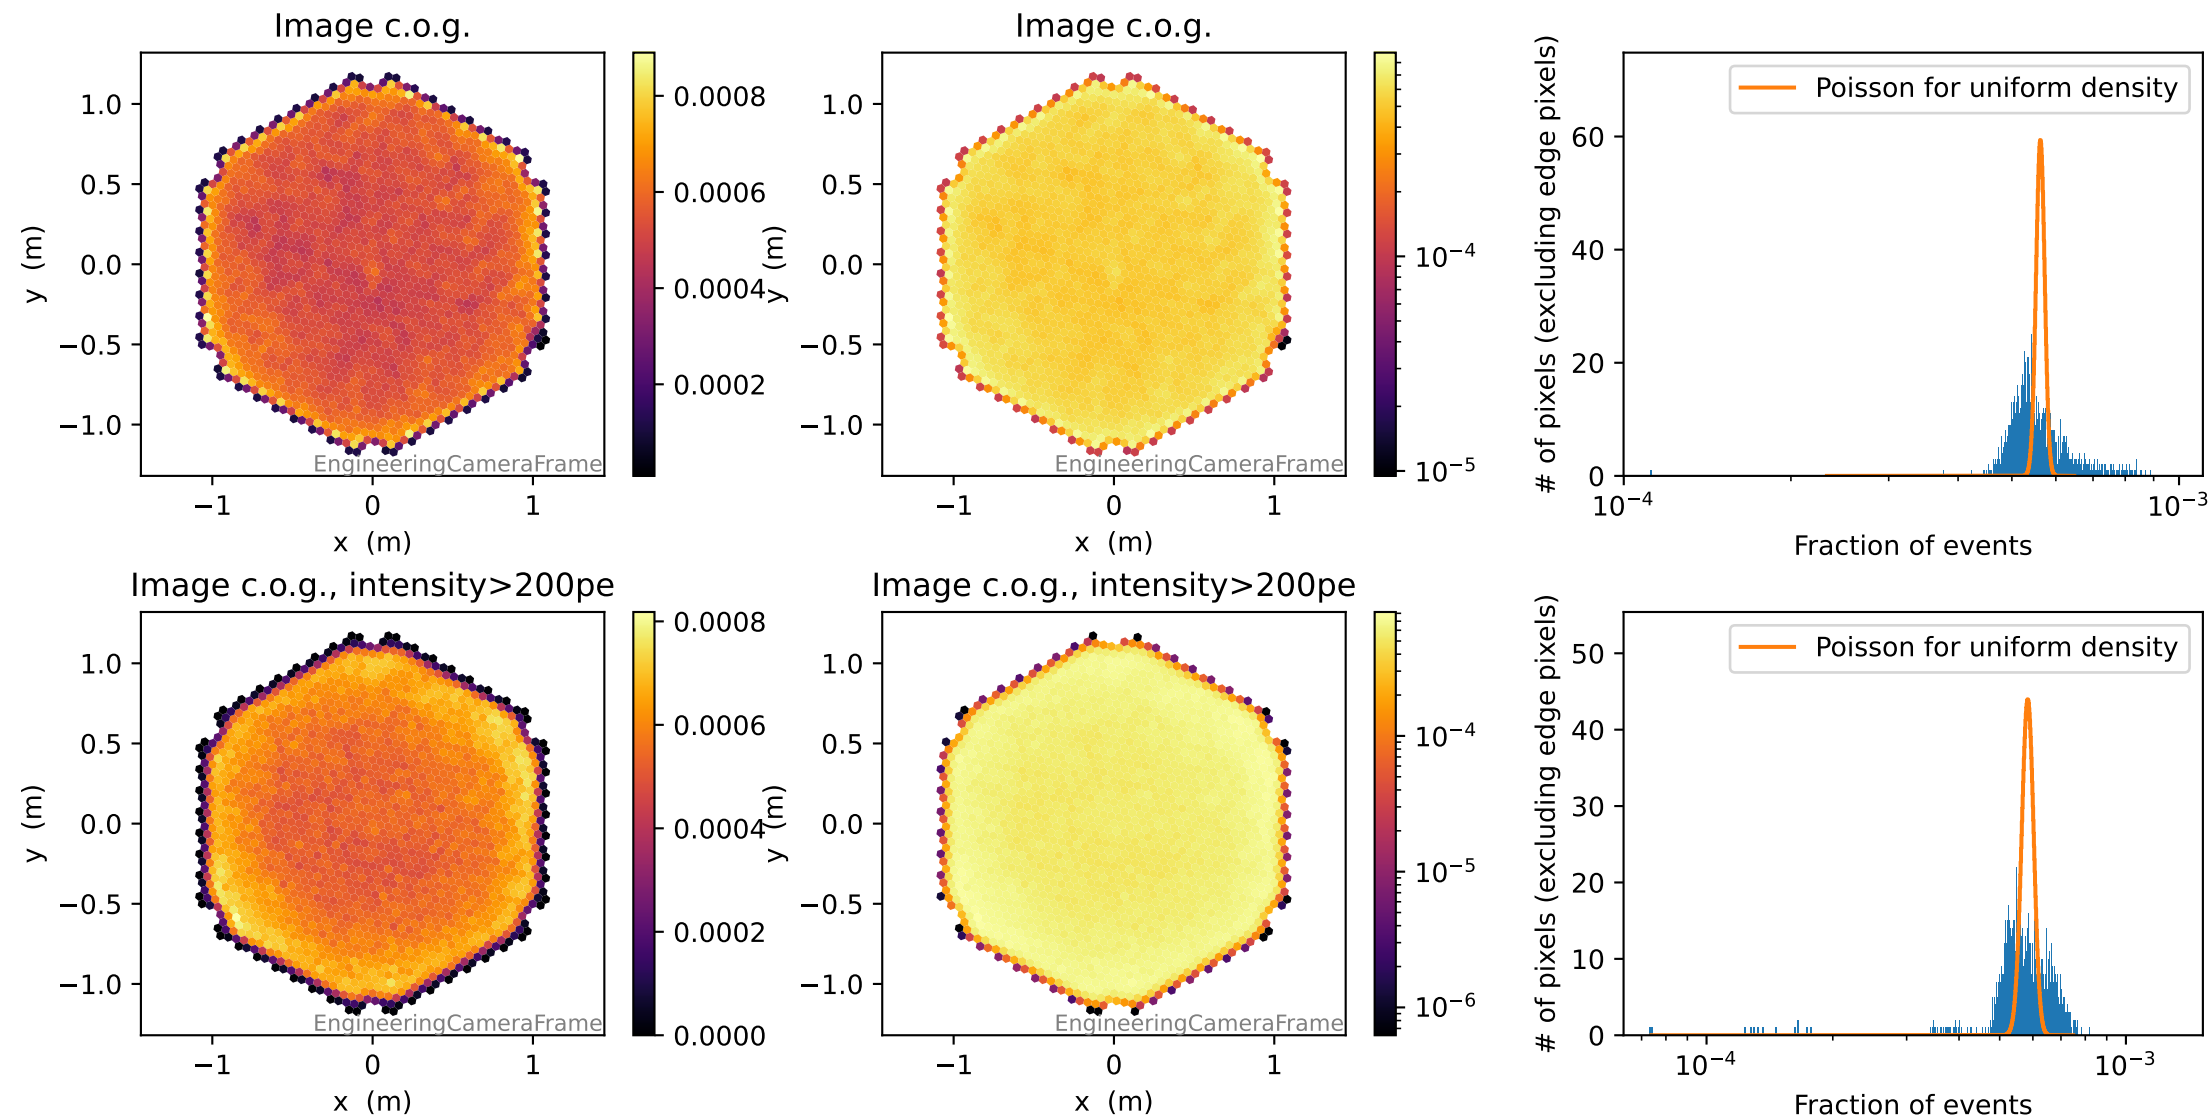 Image c.o.g.
y (m)
1.0
0.5
0.0
−0.5
−1.0
−1 0 1
x (m)
EngineeringCameraFrame
0.0008
0.0006
0.0004
0.0002
Image c.o.g.
y (m)
1.0
0.5
0.0
−0.5
−1.0
−1 0 1
x (m)
EngineeringCameraFrame
10⁻⁴
10⁻⁵
# of pixels (excluding edge pixels)
60
40
20
0
10⁻⁴ 10⁻³
Fraction of events
Poisson for uniform density
Image c.o.g., intensity>200pe
y (m)
1.0
0.5
0.0
−0.5
−1.0
−1 0 1
x (m)
EngineeringCameraFrame
0.0008
0.0006
0.0004
0.0002
0.0000
Image c.o.g., intensity>200pe
y (m)
1.0
0.5
0.0
−0.5
−1.0
−1 0 1
x (m)
EngineeringCameraFrame
10⁻⁴
10⁻⁵
10⁻⁶
# of pixels (excluding edge pixels)
50
40
30
20
10
0
10⁻⁴ 10⁻³
Fraction of events
Poisson for uniform density